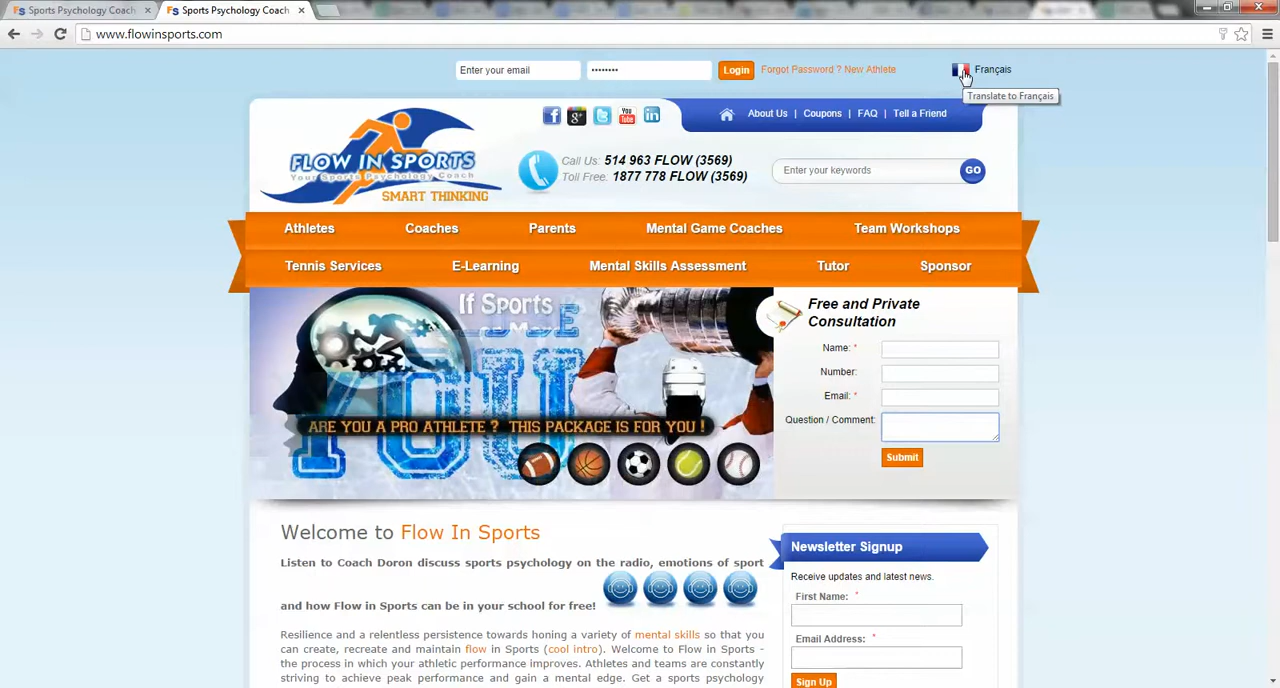 Sports Psychology Coach
Sports Psychology Coach
www.flowinsports.com
Enter your email
••••••••
Login
Forgot Password ? New Athlete
Français
Translate to Français
About Us | Coupons | FAQ | Tell a Friend
FLOW IN SPORTS
Your Sports Psychology Coach
SMART THINKING
You Tube
Call Us: 514 963 FLOW (3569)
Toll Free: 1877 778 FLOW (3569)
Enter your keywords
GO
Athletes Coaches Parents Mental Game Coaches Team Workshops
Tennis Services E-Learning Mental Skills Assessment Tutor Sponsor
If Sports
YOU
ARE YOU A PRO ATHLETE ? THIS PACKAGE IS FOR YOU !
Free and Private
Consultation
Name: *
Number:
Email: *
Question / Comment:
Submit
Welcome to Flow In Sports
Listen to Coach Doron discuss sports psychology on the radio, emotions of sport
and how Flow in Sports can be in your school for free!
Resilience and a relentless persistence towards honing a variety of mental skills so that you
can create, recreate and maintain flow in Sports (cool intro). Welcome to Flow in Sports -
the process in which your athletic performance improves. Athletes and teams are constantly
striving to achieve peak performance and gain a mental edge. Get a sports psychology
Newsletter Signup
Receive updates and latest news.
First Name: *
Email Address: *
Sign Up